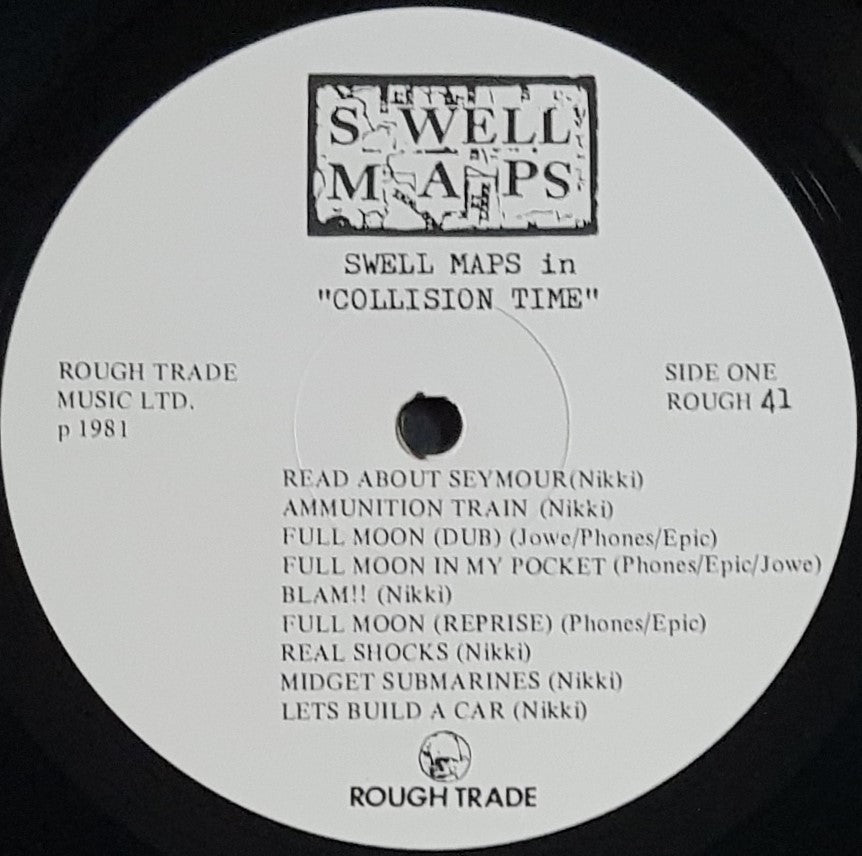 SWELL
MAPS
SWELL MAPS in
"COLLISION TIME"
ROUGH TRADE
MUSIC LTD.
p 1981
SIDE ONE
ROUGH 41
READ ABOUT SEYMOUR(Nikki)
AMMUNITION TRAIN (Nikki)
FULL MOON (DUB) (Jowe/Phones/Epic)
FULL MOON IN MY POCKET (Phones/Epic/Jowe)
BLAM!! (Nikki)
FULL MOON (REPRISE) (Phones/Epic)
REAL SHOCKS (Nikki)
MIDGET SUBMARINES (Nikki)
LETS BUILD A CAR (Nikki)
ROUGH TRADE